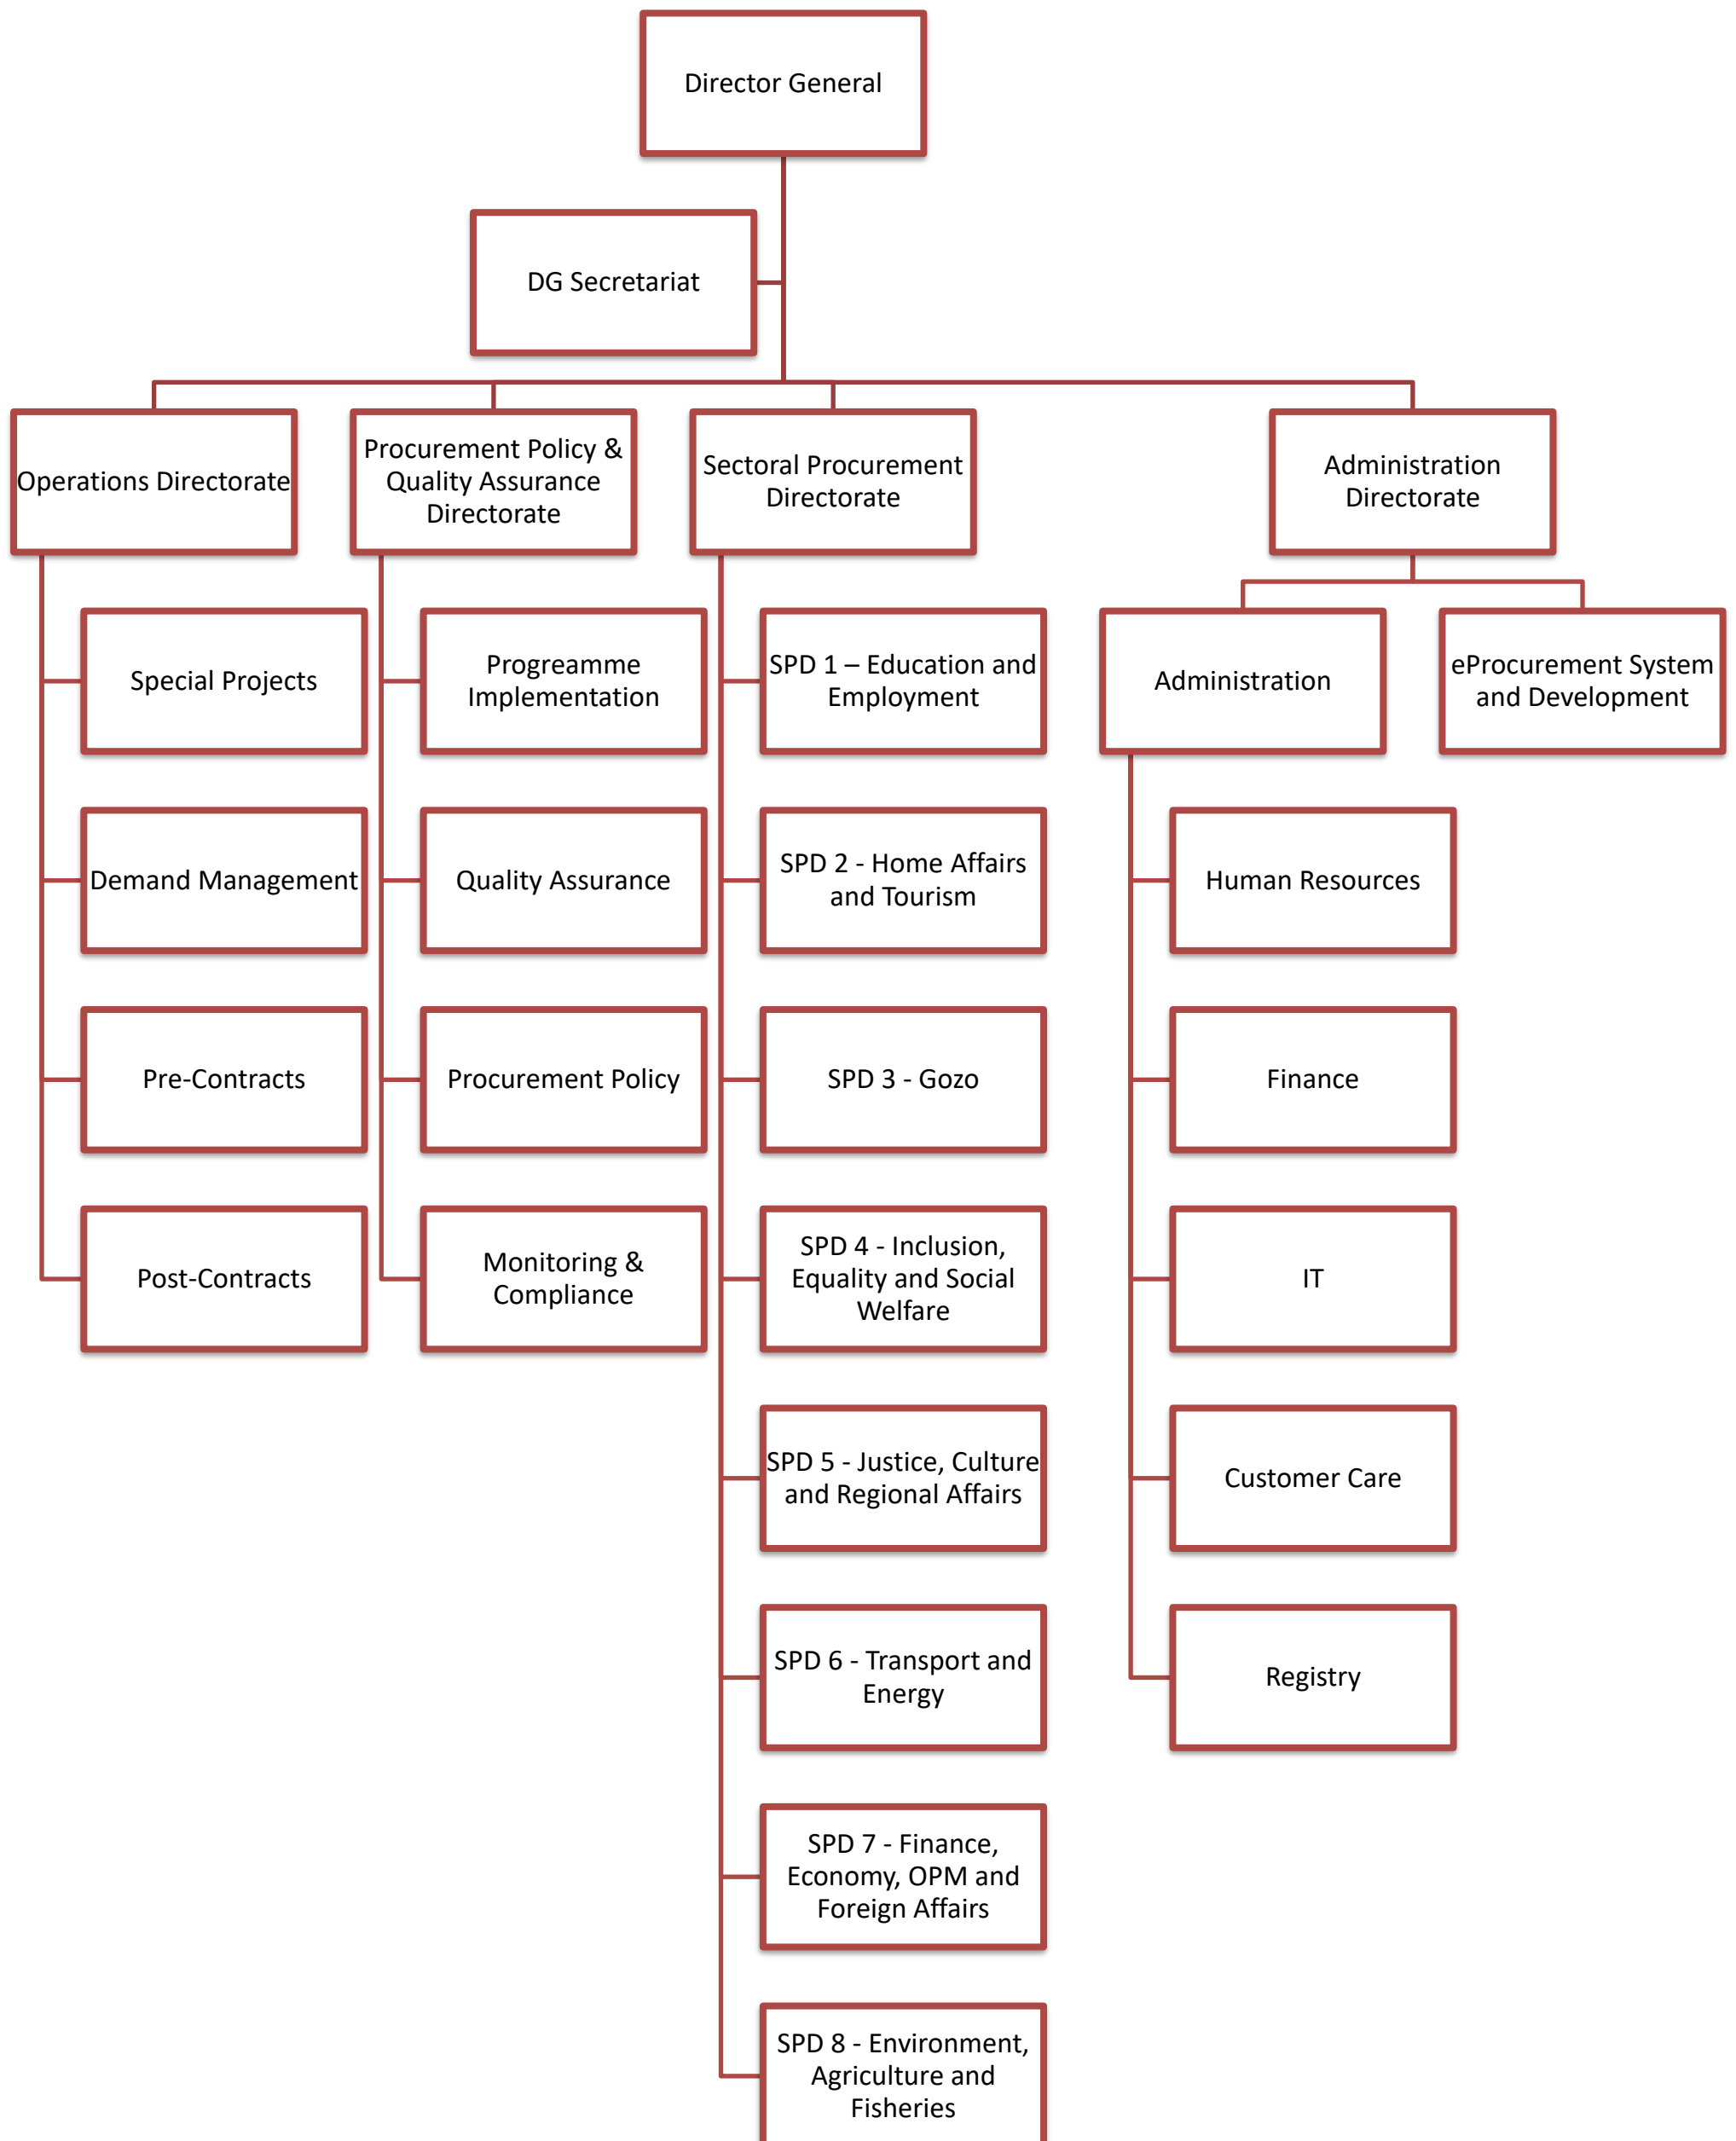 Director General
DG Secretariat
Operations Directorate
Procurement Policy &
Quality Assurance
Directorate
Sectoral Procurement
Directorate
Administration
Directorate
Special Projects
Demand Management
Pre-Contracts
Post-Contracts
Progreamme
Implementation
Quality Assurance
Procurement Policy
Monitoring &
Compliance
SPD 1 – Education and
Employment
SPD 2 - Home Affairs
and Tourism
SPD 3 - Gozo
SPD 4 - Inclusion,
Equality and Social
Welfare
SPD 5 - Justice, Culture
and Regional Affairs
SPD 6 - Transport and
Energy
SPD 7 - Finance,
Economy, OPM and
Foreign Affairs
SPD 8 - Environment,
Agriculture and
Fisheries
Administration
Human Resources
Finance
IT
Customer Care
Registry
eProcurement System
and Development